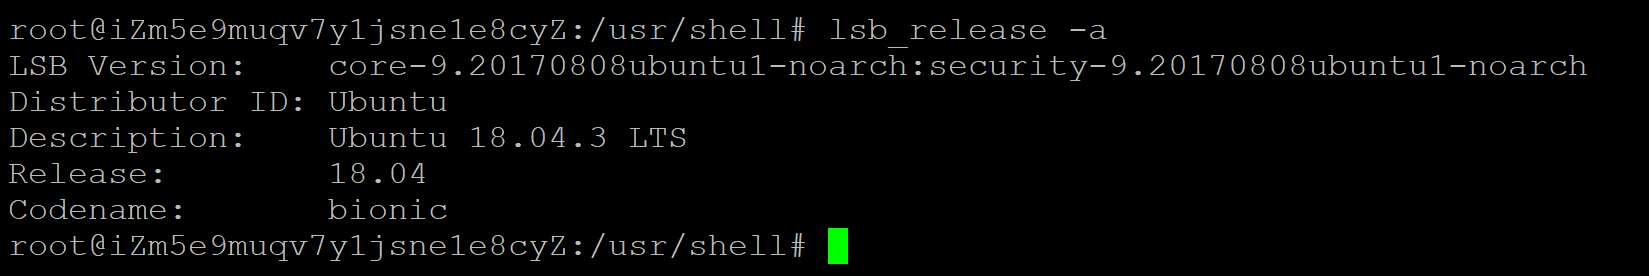 root@iZm5e9muqv7y1jsne1e8cyZ:/usr/shell# lsb_release -a
LSB Version:    core-9.20170808ubuntu1-noarch:security-9.20170808ubuntu1-noarch
Distributor ID: Ubuntu
Description:    Ubuntu 18.04.3 LTS
Release:        18.04
Codename:       bionic
root@iZm5e9muqv7y1jsne1e8cyZ:/usr/shell#